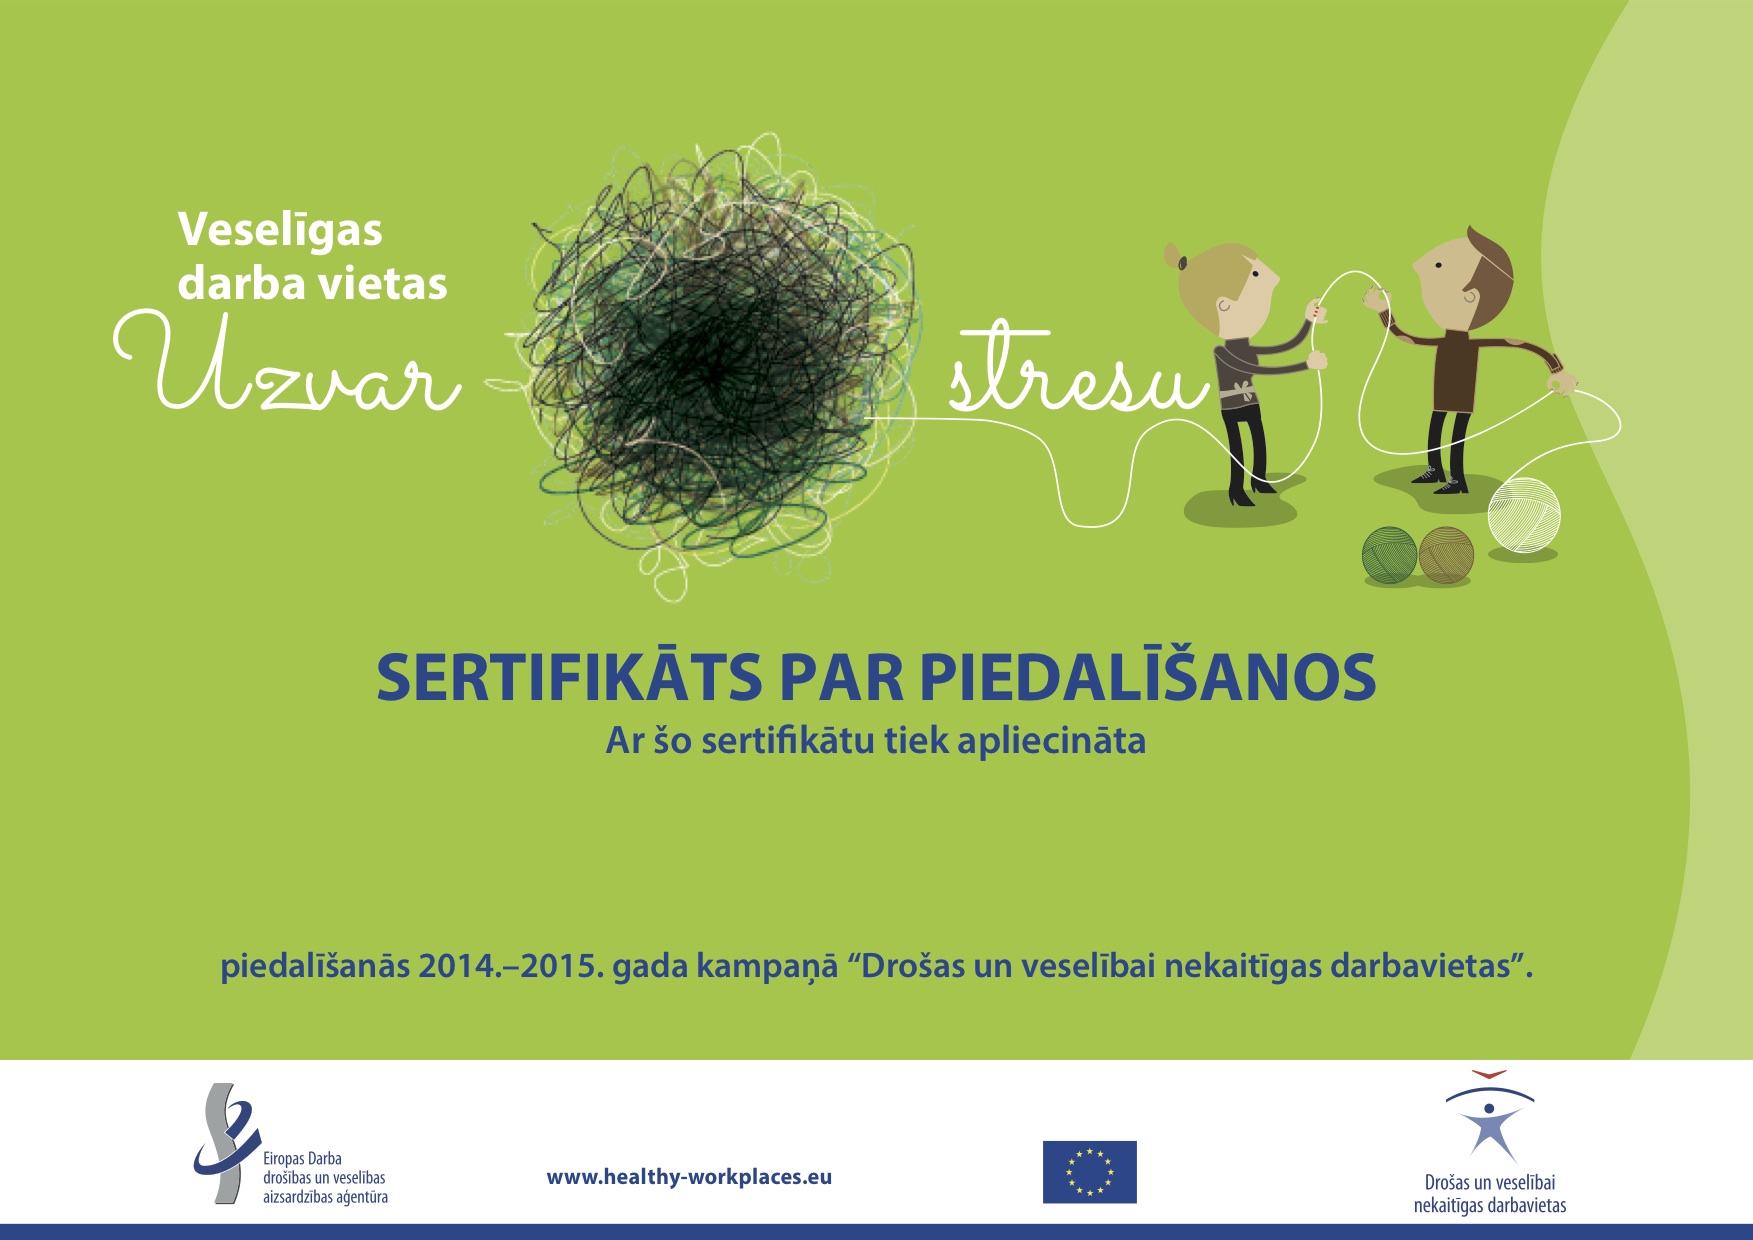 Veselīgas
darba vietas
Uzvar stresu
SERTIFIKĀTS PAR PIEDALĪŠANOS
Ar šo sertifikātu tiek apliecināta
piedalīšanās 2014.–2015. gada kampaņā “Drošas un veselībai nekaitīgas darbavietas”.
Eiropas Darba
drošības un veselības
aizsardzības aģentūra
www.healthy-workplaces.eu
Drošas un veselībai
nekaitīgas darbavietas